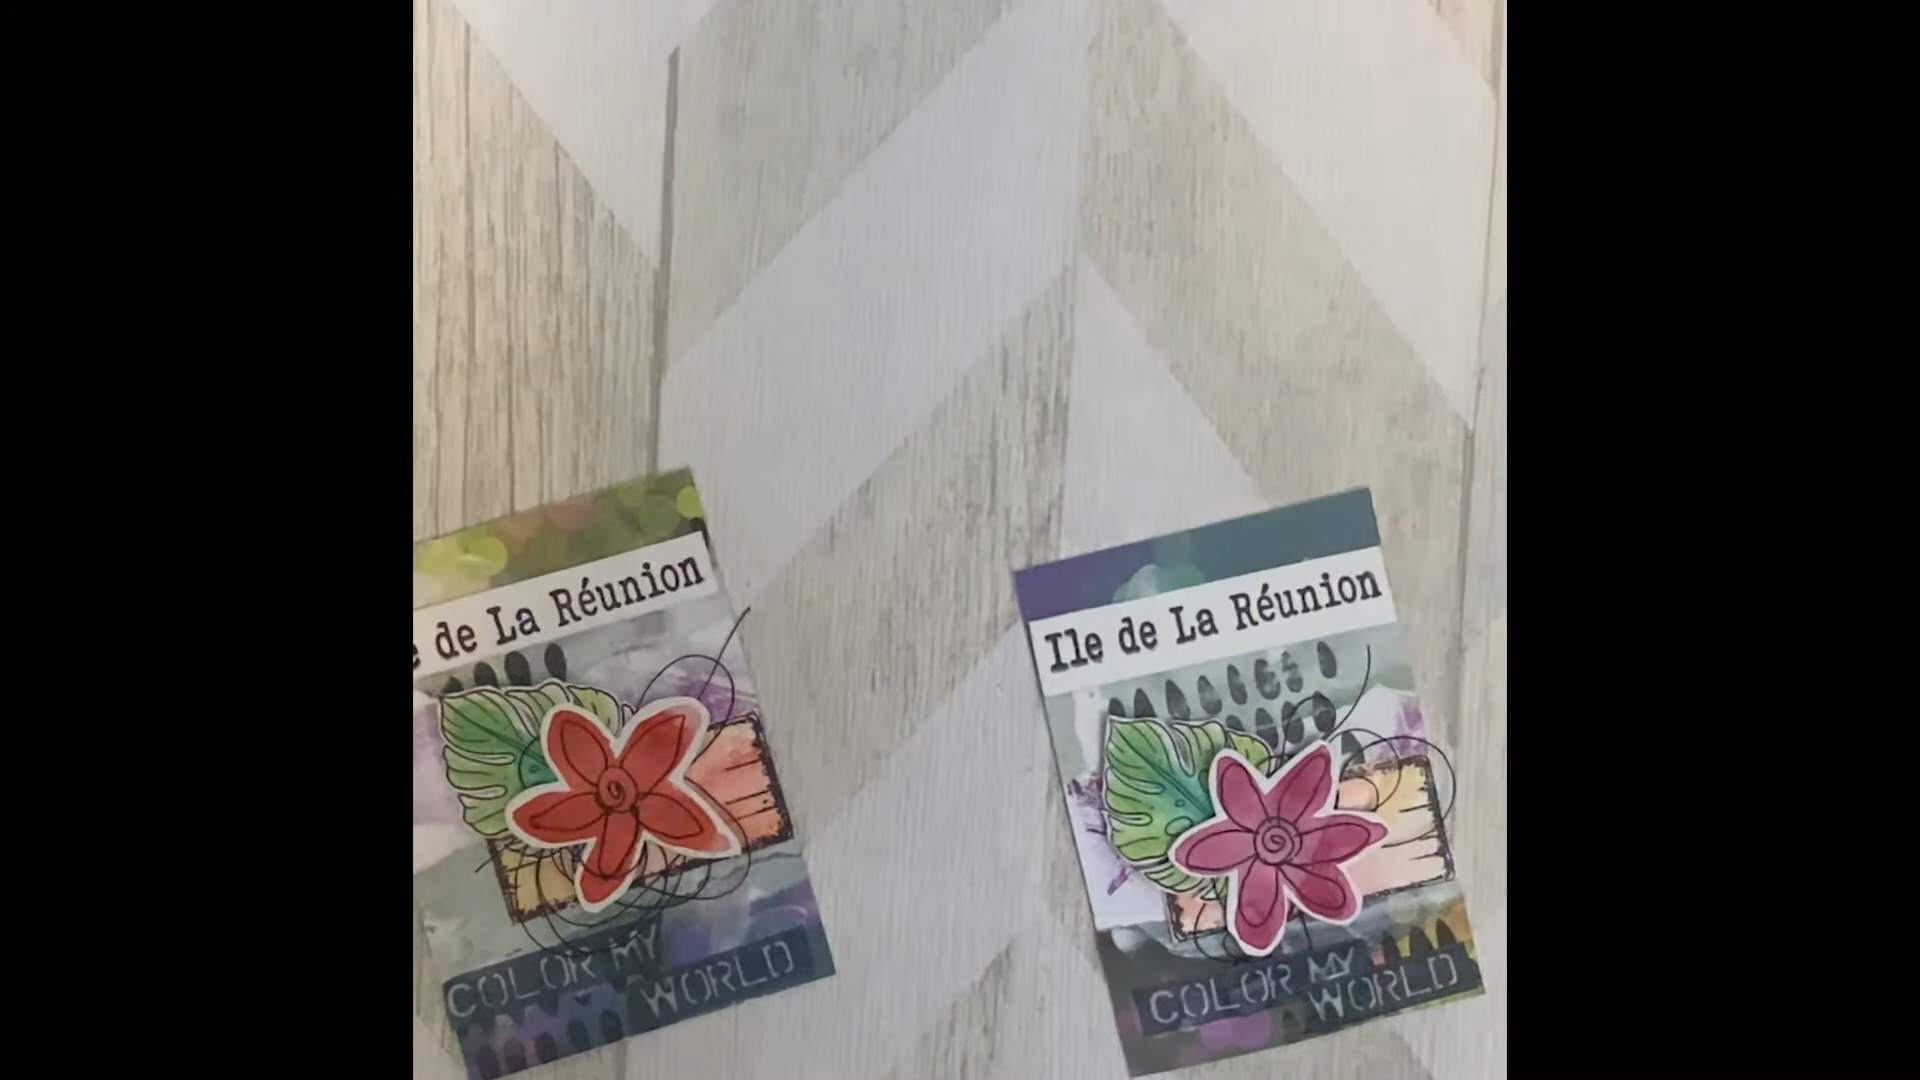 e de La Réunion
COLOR MY
WORLD
Ile de La Réunion
COLOR MY
WORLD